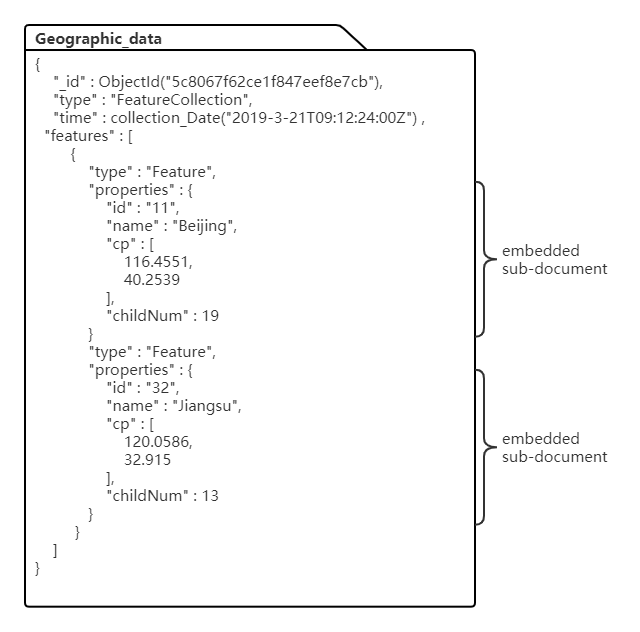 Geographic_data
{
"_id" : ObjectId("5c8067f62ce1f847eef8e7cb"),
"type" : "FeatureCollection",
"time" : collection_Date("2019-3-21T09:12:24:00Z") ,
"features" : [
{
"type" : "Feature",
"properties" : {
"id" : "11",
"name" : "Beijing",
"cp" : [
116.4551,
40.2539
],
"childNum" : 19
}
"type" : "Feature",
"properties" : {
"id" : "32",
"name" : "Jiangsu",
"cp" : [
120.0586,
32.915
],
"childNum" : 13
}
}
]
}
embedded
sub-document
embedded
sub-document